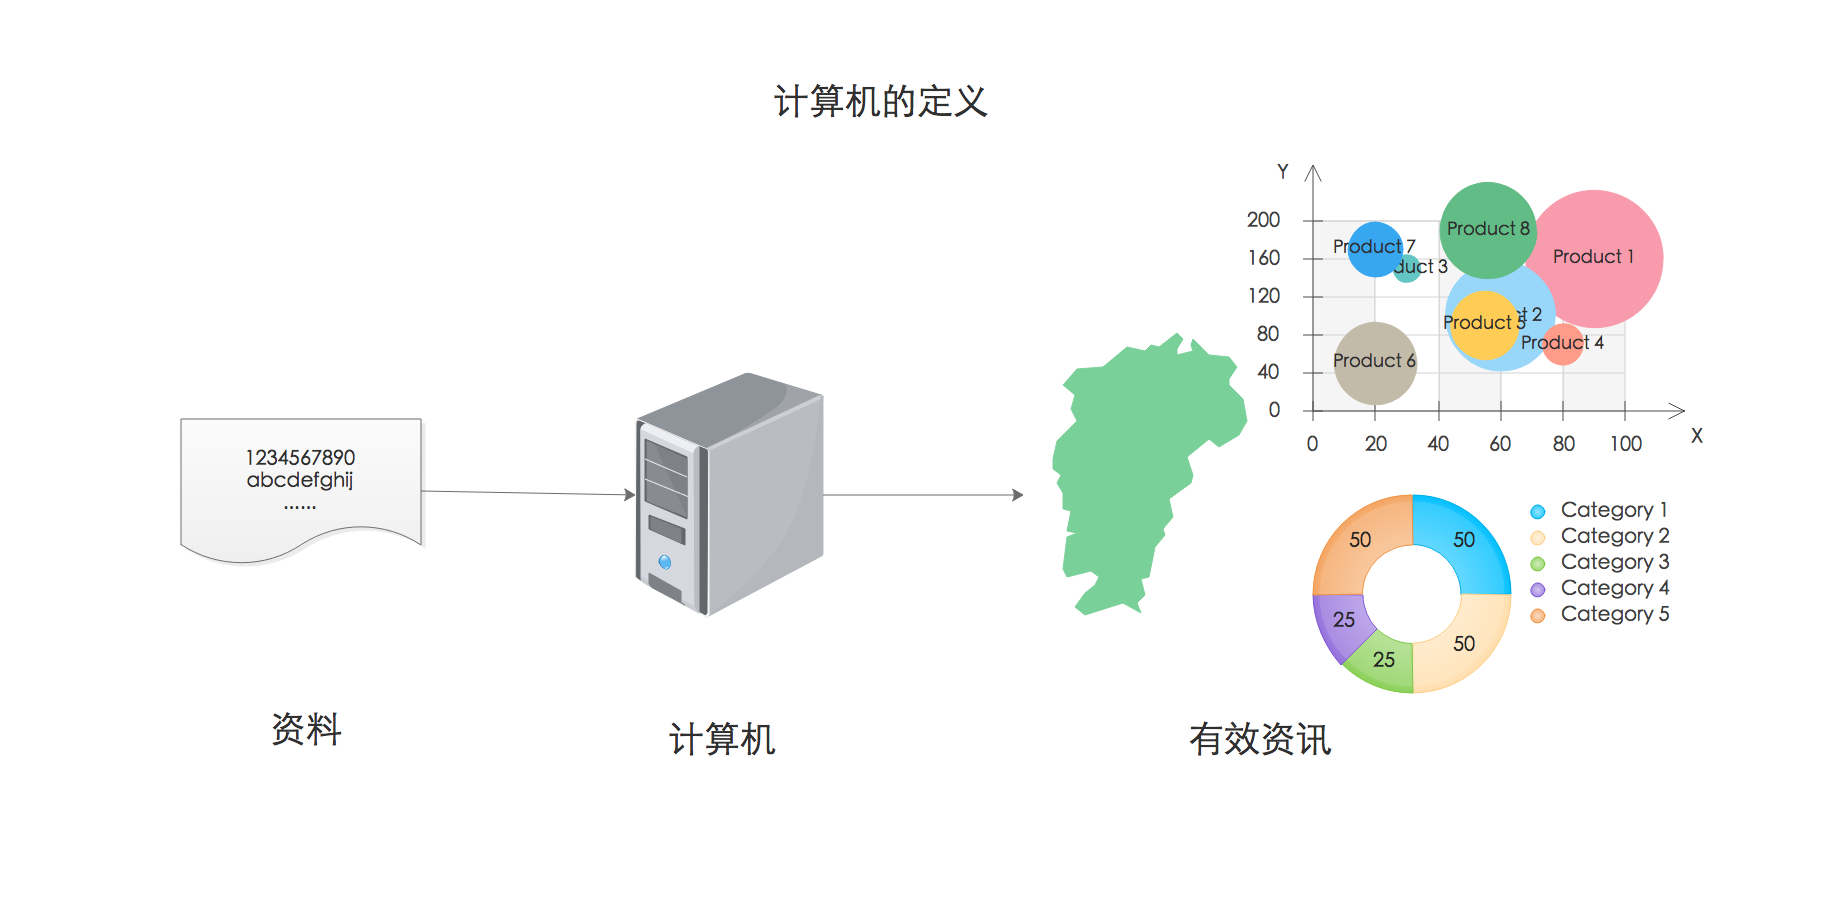 计算机的定义
1234567890
abcdefghij
......
资料
计算机
有效资讯
Y
200
160
120
80
40
0
0 20 40 60 80 100
X
Product 8
Product 7
Product 1
duct 3
t 2
Product 5
Product 4
Product 6
50
50
50
25
25
Category 1
Category 2
Category 3
Category 4
Category 5